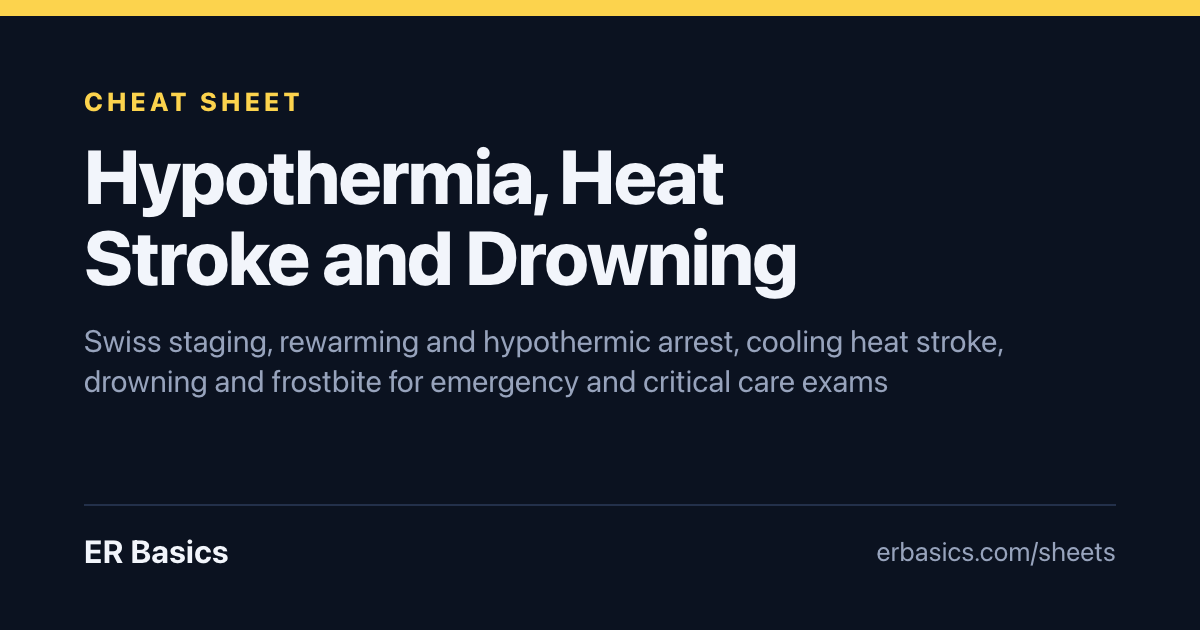 CHEAT SHEET
Hypothermia, Heat
Stroke and Drowning
Swiss staging, rewarming and hypothermic arrest, cooling heat stroke,
drowning and frostbite for emergency and critical care exams
ER Basics
erbasics.com/sheets